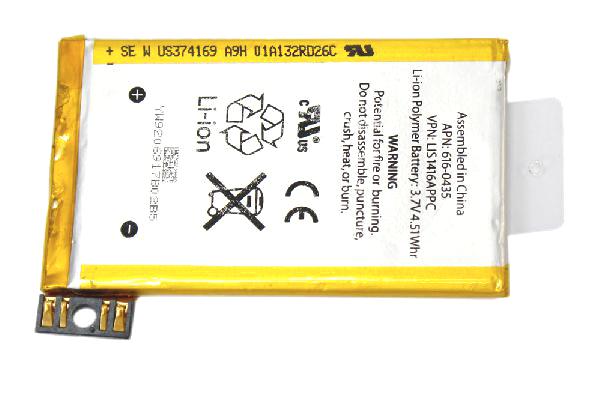 + SE W US374169 A9H 01A132RD26C
Assembled in China
APN: 616-0435
VPN: LIS1416APPC
Li-ion Polymer Battery: 3.7V 4.51Whr
WARNING
Potential for fire or burning.
Do not disassemble, puncture,
crush, heat, or burn.
c US
CE
Li-ion
+
-